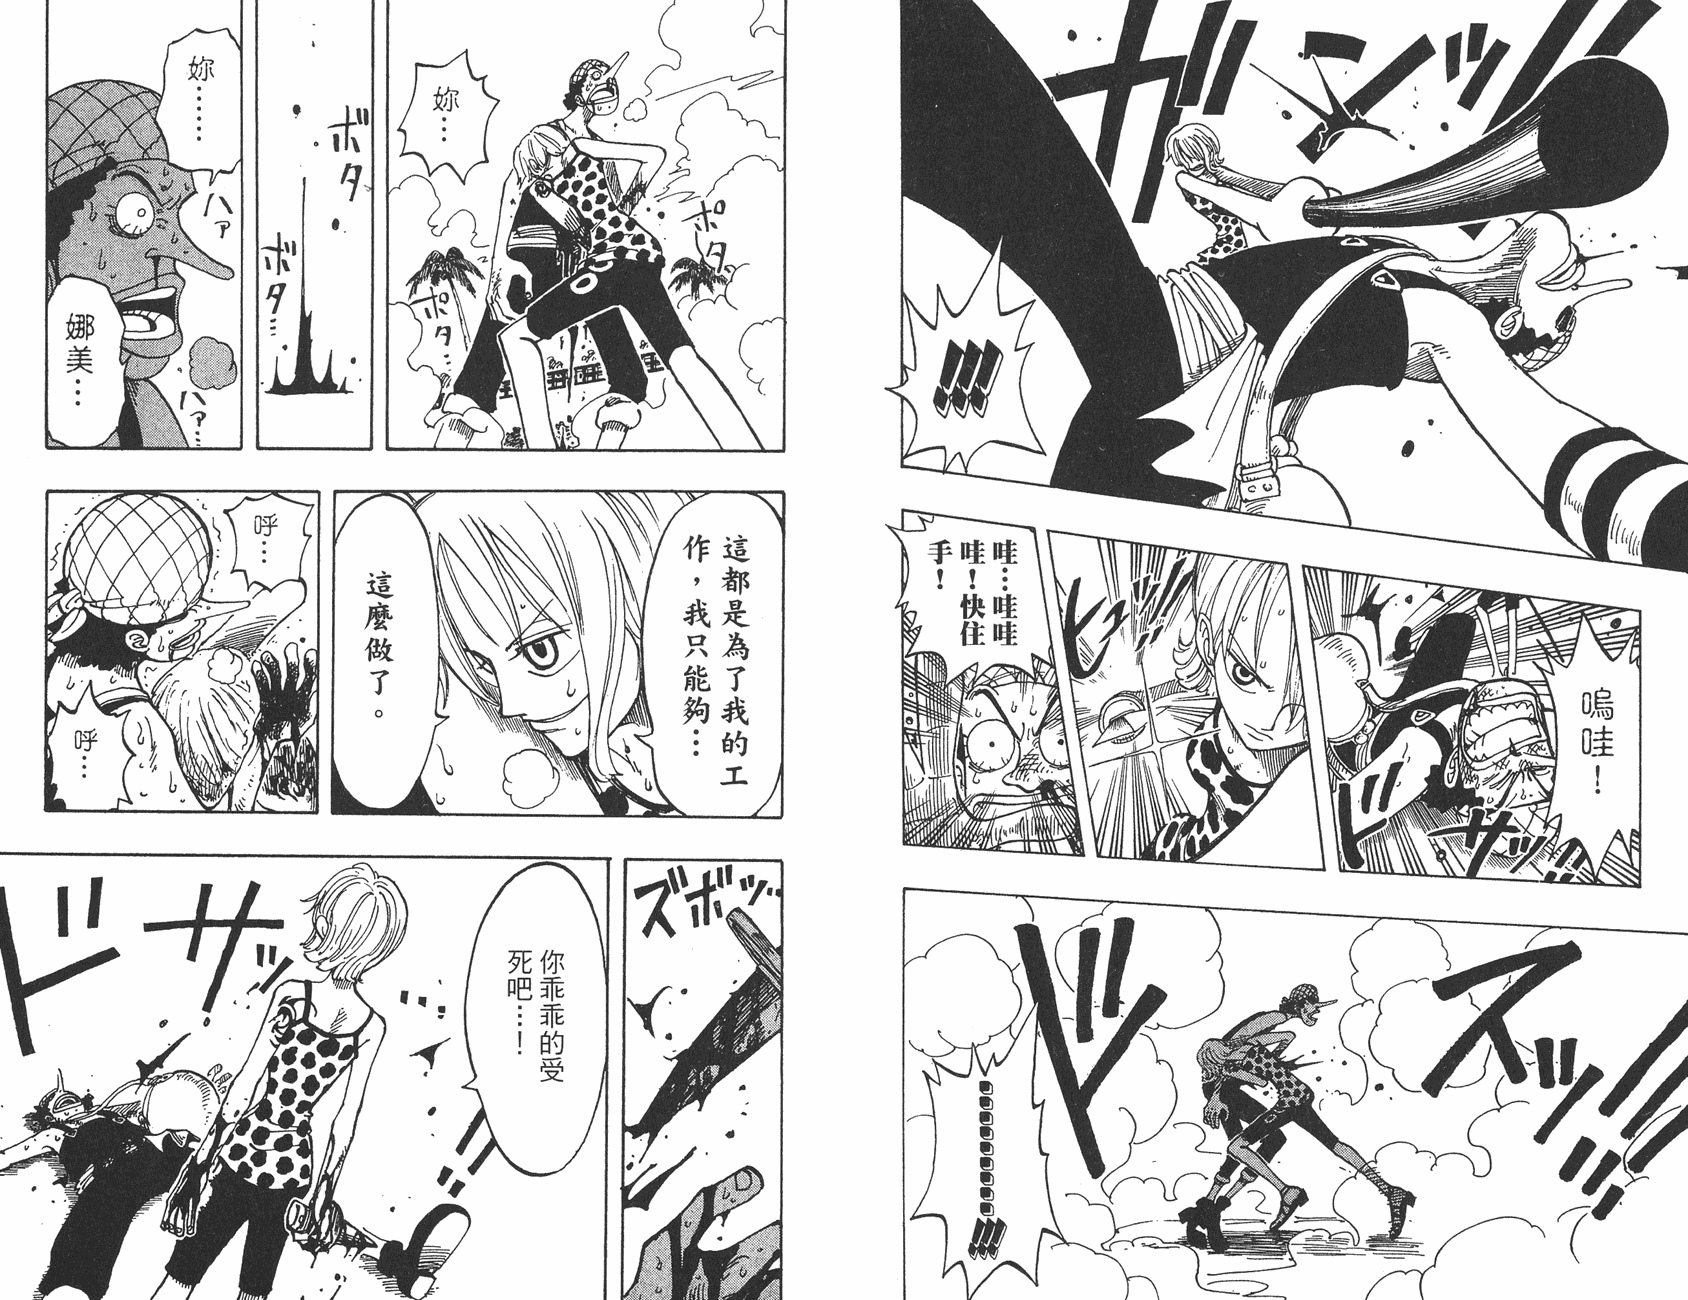 ガンッ!!
!!!
嗚哇！
ドサッ!!
ヒュッ!!
哇…哇哇
哇！快住
手！
ドスッ!!!
妳…
ポタ
ポタ…
ボタ
ボタ…
妳………
ハァ
娜美…
ハァ…
這都是為了我的工
作，我只能夠…
這麼做了。
呼…
呼…
ズボッ…
你乖乖的受
死吧…！
ドサッ…!!